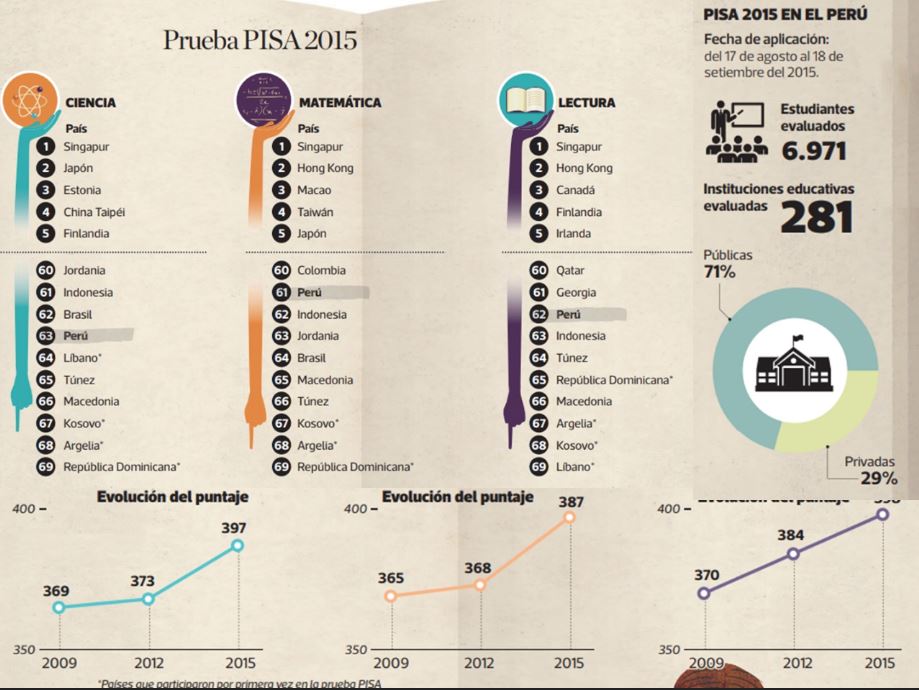 Prueba PISA 2015
CIENCIA
País
1 Singapur
2 Japón
3 Estonia
4 China Taipéi
5 Finlandia
60 Jordania
61 Indonesia
62 Brasil
63 Perú
64 Líbano*
65 Túnez
66 Macedonia
67 Kosovo*
68 Argelia*
69 República Dominicana*
MATEMÁTICA
País
1 Singapur
2 Hong Kong
3 Macao
4 Taiwán
5 Japón
60 Colombia
61 Perú
62 Indonesia
63 Jordania
64 Brasil
65 Macedonia
66 Túnez
67 Kosovo*
68 Argelia*
69 República Dominicana*
LECTURA
País
1 Singapur
2 Hong Kong
3 Canadá
4 Finlandia
5 Irlanda
60 Qatar
61 Georgia
62 Perú
63 Indonesia
64 Túnez
65 República Dominicana*
66 Macedonia
67 Argelia*
68 Kosovo*
69 Líbano*
PISA 2015 EN EL PERÚ
Fecha de aplicación:
del 17 de agosto al 18 de
setiembre del 2015.
Estudiantes
evaluados
6.971
Instituciones educativas
evaluadas 281
Públicas
71%
Privadas
29%
Evolución del puntaje
400
397
373
369
350
2009 2012 2015
Evolución del puntaje
400
387
368
365
350
2009 2012 2015
Evolución del puntaje
400
384
370
350
2009 2012 2015
*Países que participaron por primera vez en la prueba PISA